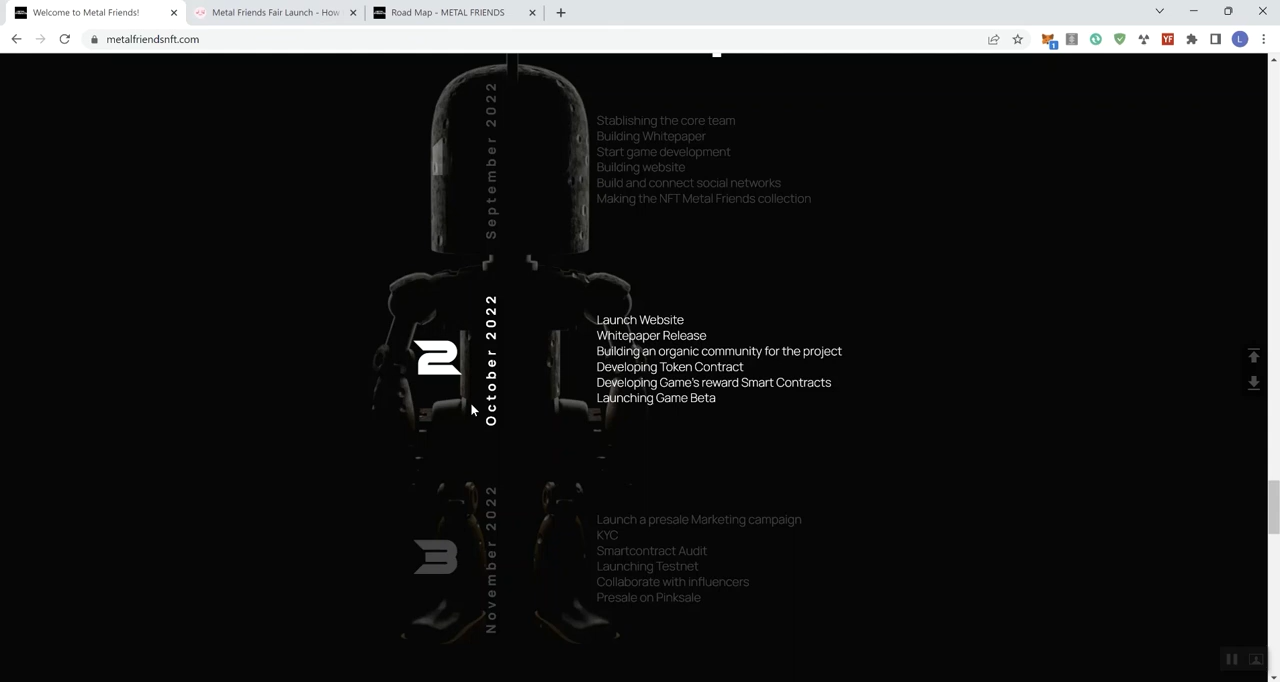 Welcome to Metal Friends!
Metal Friends Fair Launch - How
Road Map - METAL FRIENDS
metalfriendsnft.com
1
YF
L
September 2022
Stablishing the core team
Building Whitepaper
Start game development
Building website
Build and connect social networks
Making the NFT Metal Friends collection
2
October 2022
Launch Website
Whitepaper Release
Building an organic community for the project
Developing Token Contract
Developing Game's reward Smart Contracts
Launching Game Beta
3
November 2022
Launch a presale Marketing campaign
KYC
Smartcontract Audit
Launching Testnet
Collaborate with influencers
Presale on Pinksale